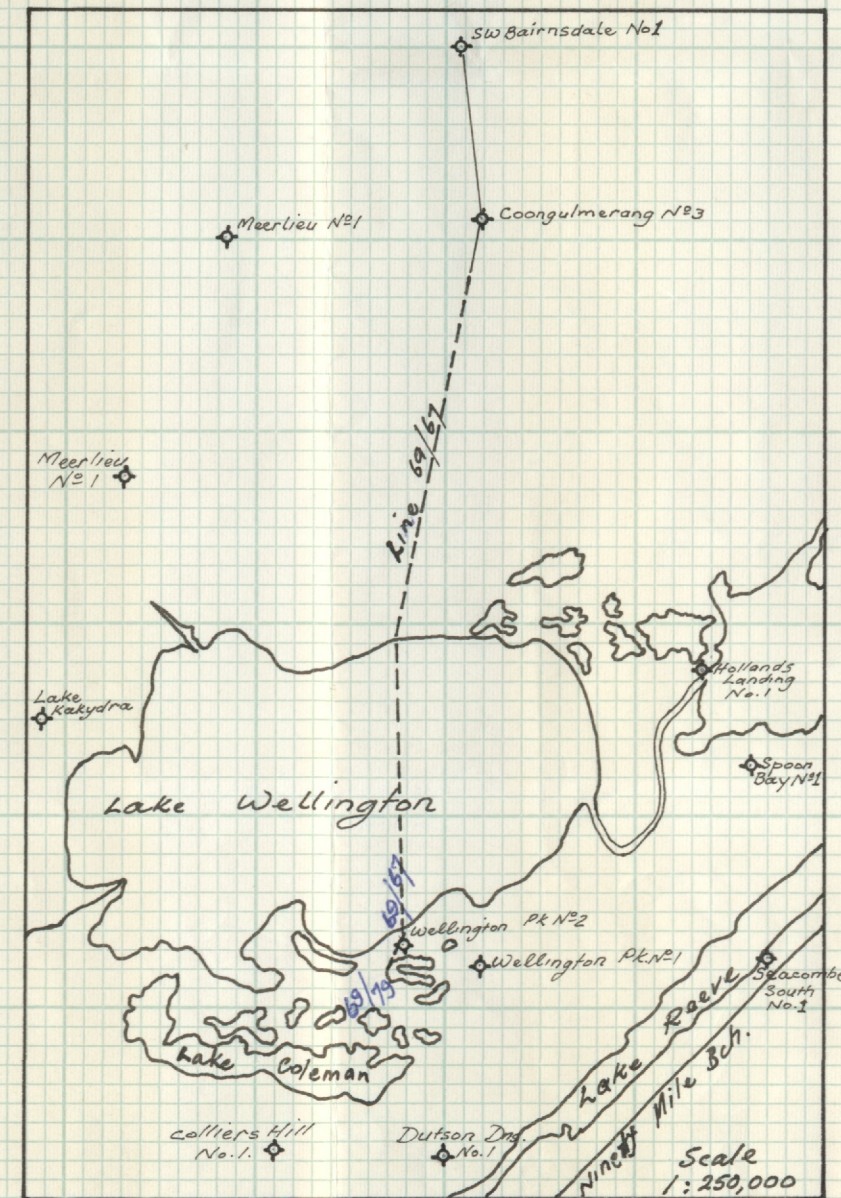 SW Bairnsdale No1
Coongulmerang Nº3
Meerlieu Nº1
Line 69/67
Meerlieu
Nº 1
Hollands
Landing
No.1
Lake
Kakydra
Spoon
Bay Nº1
Lake Wellington
69/67
Wellington PK Nº2
Wellington PK.Nº1
69/79
Seacombe
South
No.1
Lake Reeve
Lake Coleman
Ninety Mile Bch.
Colliers Hill
No.1.
Dutson Dns.
No.1
Scale
1:250,000